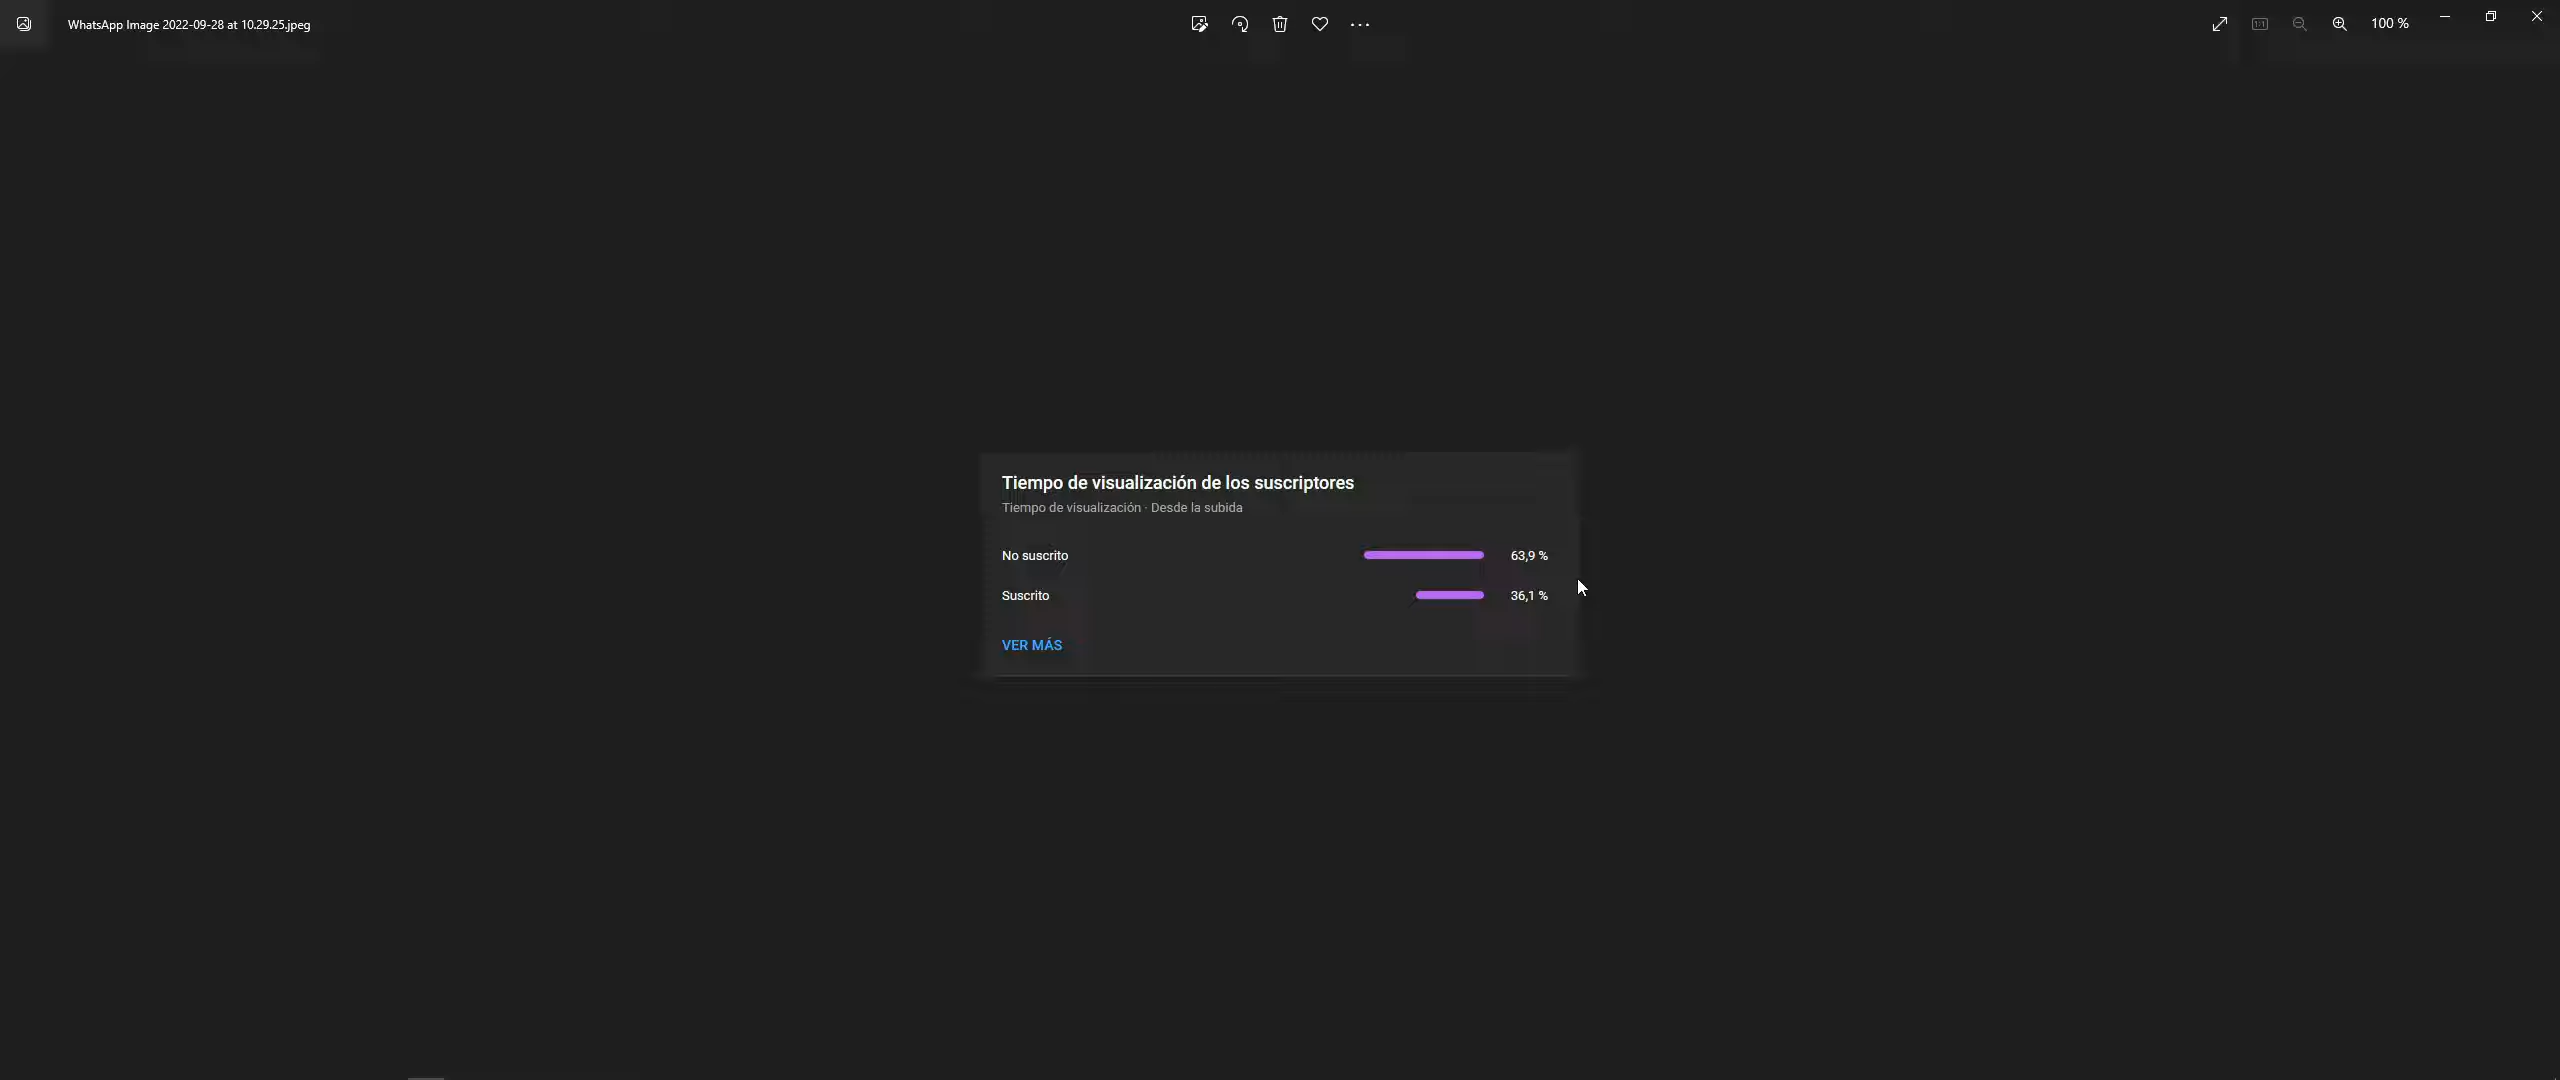 WhatsApp Image 2022-09-28 at 10.29.25.jpeg
100 %
Tiempo de visualización de los suscriptores
Tiempo de visualización · Desde la subida
No suscrito 63,9 %
Suscrito 36,1 %
VER MÁS